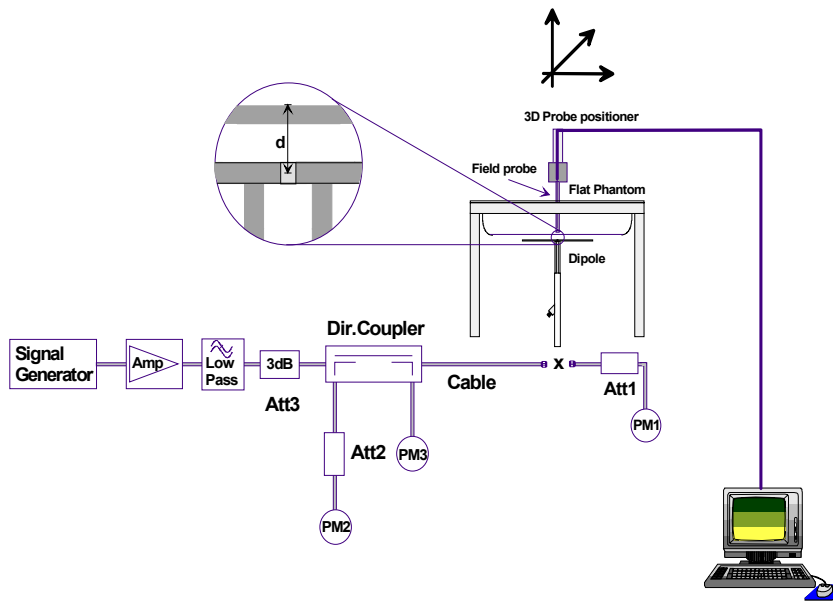 3D Probe positioner
d
Field probe
Flat Phantom
Dipole
Dir.Coupler
Signal
Generator
Amp
Low
Pass
3dB
Att3
Cable
x
Att1
PM1
Att2
PM3
PM2